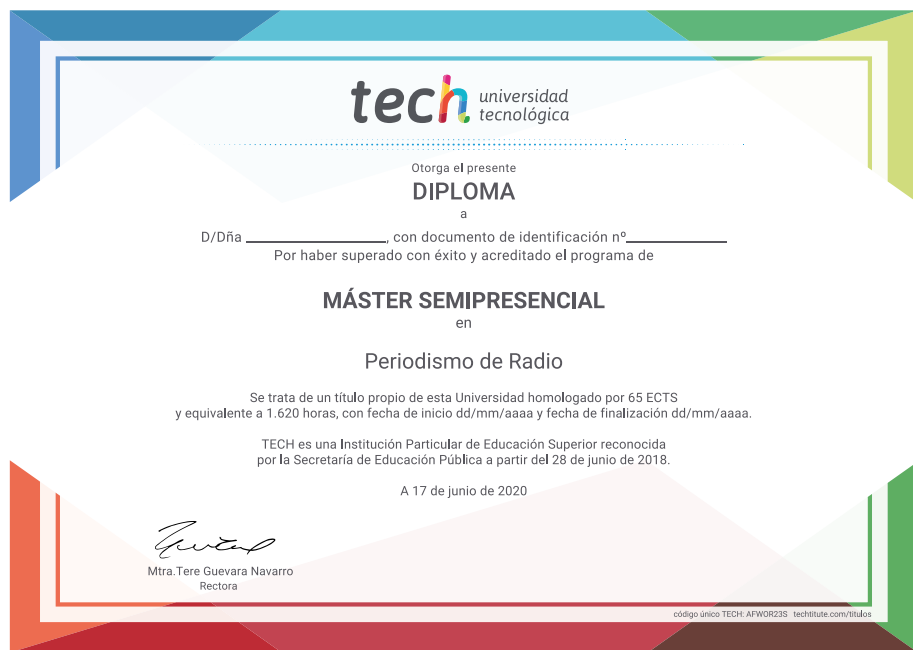 tech universidad
tecnológica
Otorga el presente
DIPLOMA
a
D/Dña ______________, con documento de identificación nº__________
Por haber superado con éxito y acreditado el programa de
MÁSTER SEMIPRESENCIAL
en
Periodismo de Radio
Se trata de un título propio de esta Universidad homologado por 65 ECTS
y equivalente a 1.620 horas, con fecha de inicio dd/mm/aaaa y fecha de finalización dd/mm/aaaa.
TECH es una Institución Particular de Educación Superior reconocida
por la Secretaría de Educación Pública a partir del 28 de junio de 2018.
A 17 de junio de 2020
Mtra.Tere Guevara Navarro
Rectora
código único TECH: AFWOR23S techtitute.com/titulos